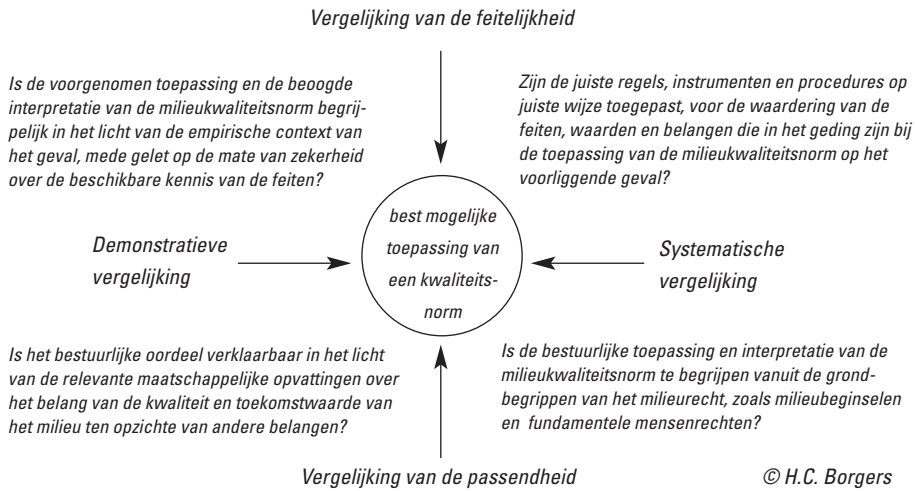 Vergelijking van de feitelijkheid
Is de voorgenomen toepassing en de beoogde
interpretatie van de milieukwaliteitsnorm begrij-
pelijk in het licht van de empirische context van
het geval, mede gelet op de mate van zekerheid
over de beschikbare kennis van de feiten?
Zijn de juiste regels, instrumenten en procedures op
juiste wijze toegepast, voor de waardering van de
feiten, waarden en belangen die in het geding zijn bij
de toepassing van de milieukwaliteitsnorm op het
voorliggende geval?
Demonstratieve
vergelijking
best mogelijke
toepassing van
een kwaliteits-
norm
Systematische
vergelijking
Is het bestuurlijke oordeel verklaarbaar in het licht
van de relevante maatschappelijke opvattingen over
het belang van de kwaliteit en toekomstwaarde van
het milieu ten opzichte van andere belangen?
Is de bestuurlijke toepassing en interpretatie van de
milieukwaliteitsnorm te begrijpen vanuit de grond-
begrippen van het milieurecht, zoals milieubeginselen
en fundamentele mensenrechten?
Vergelijking van de passendheid
© H.C. Borgers